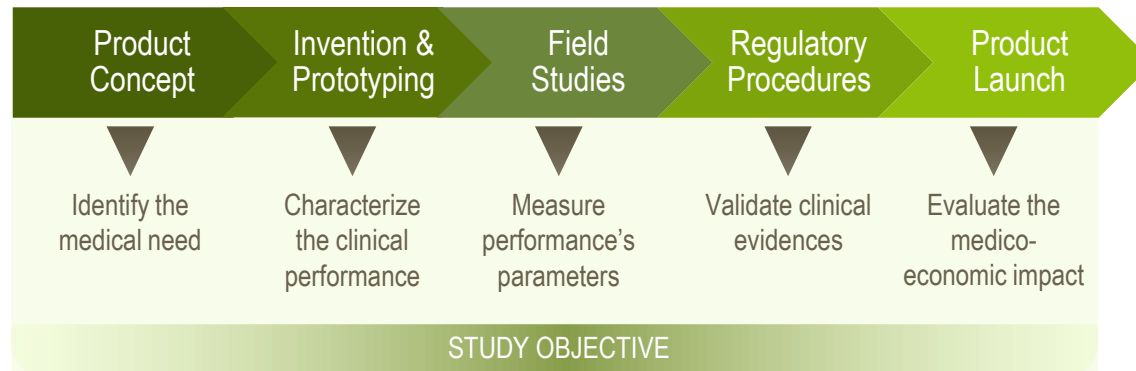 Product
Concept
Invention &
Prototyping
Field
Studies
Regulatory
Procedures
Product
Launch
Identify the
medical need
Characterize
the clinical
performance
Measure
performance’s
parameters
Validate clinical
evidences
Evaluate the
medico-
economic impact
STUDY OBJECTIVE